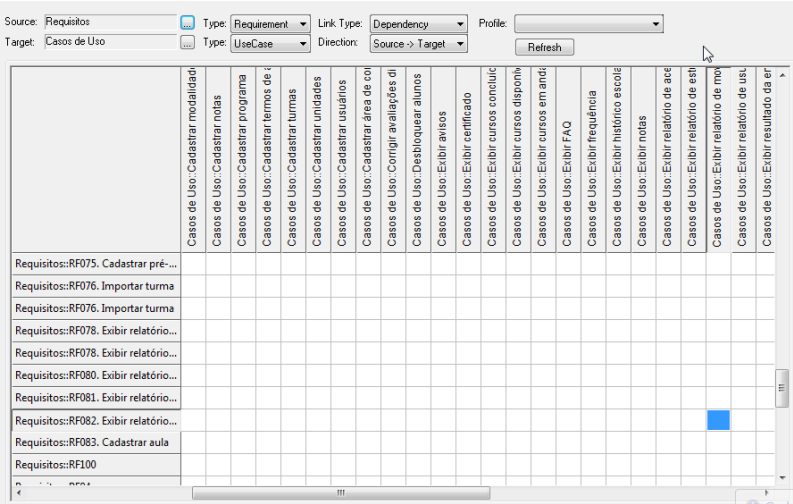 Source: Requisitos ... Type: Requirement Link Type: Dependency Profile:
Target: Casos de Uso ... Type: UseCase Direction: Source -> Target Refresh
Casos de Uso::Cadastrar modalidad
Casos de Uso::Cadastrar notas
Casos de Uso::Cadastrar programa
Casos de Uso::Cadastrar termos de a
Casos de Uso::Cadastrar turmas
Casos de Uso::Cadastrar unidades
Casos de Uso::Cadastrar usuários
Casos de Uso::Cadastrar área de co
Casos de Uso::Corrigir avaliações di
Casos de Uso::Desbloquear alunos
Casos de Uso::Exibir avisos
Casos de Uso::Exibir certificado
Casos de Uso::Exibir cursos concluíd
Casos de Uso::Exibir cursos disponív
Casos de Uso::Exibir cursos em anda
Casos de Uso::Exibir FAQ
Casos de Uso::Exibir frequência
Casos de Uso::Exibir histórico escola
Casos de Uso::Exibir notas
Casos de Uso::Exibir relatório de ace
Casos de Uso::Exibir relatório de est
Casos de Uso::Exibir relatório de mo
Casos de Uso::Exibir relatório de usu
Casos de Uso::Exibir resultado da er
Requisitos::RF075. Cadastrar pré-...
Requisitos::RF076. Importar turma
Requisitos::RF076. Importar turma
Requisitos::RF078. Exibir relatório...
Requisitos::RF078. Exibir relatório...
Requisitos::RF080. Exibir relatório...
Requisitos::RF081. Exibir relatório...
Requisitos::RF082. Exibir relatório...
Requisitos::RF083. Cadastrar aula
Requisitos::RF100